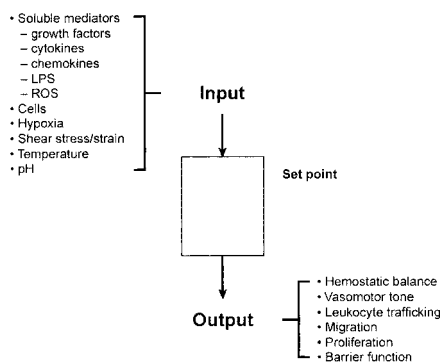 • Soluble mediators
– growth factors
– cytokines
– chemokines
– LPS
– ROS
• Cells
• Hypoxia
• Shear stress/strain
• Temperature
• pH
Input
Set point
Output
• Hemostatic balance
• Vasomotor tone
• Leukocyte trafficking
• Migration
• Proliferation
• Barrier function